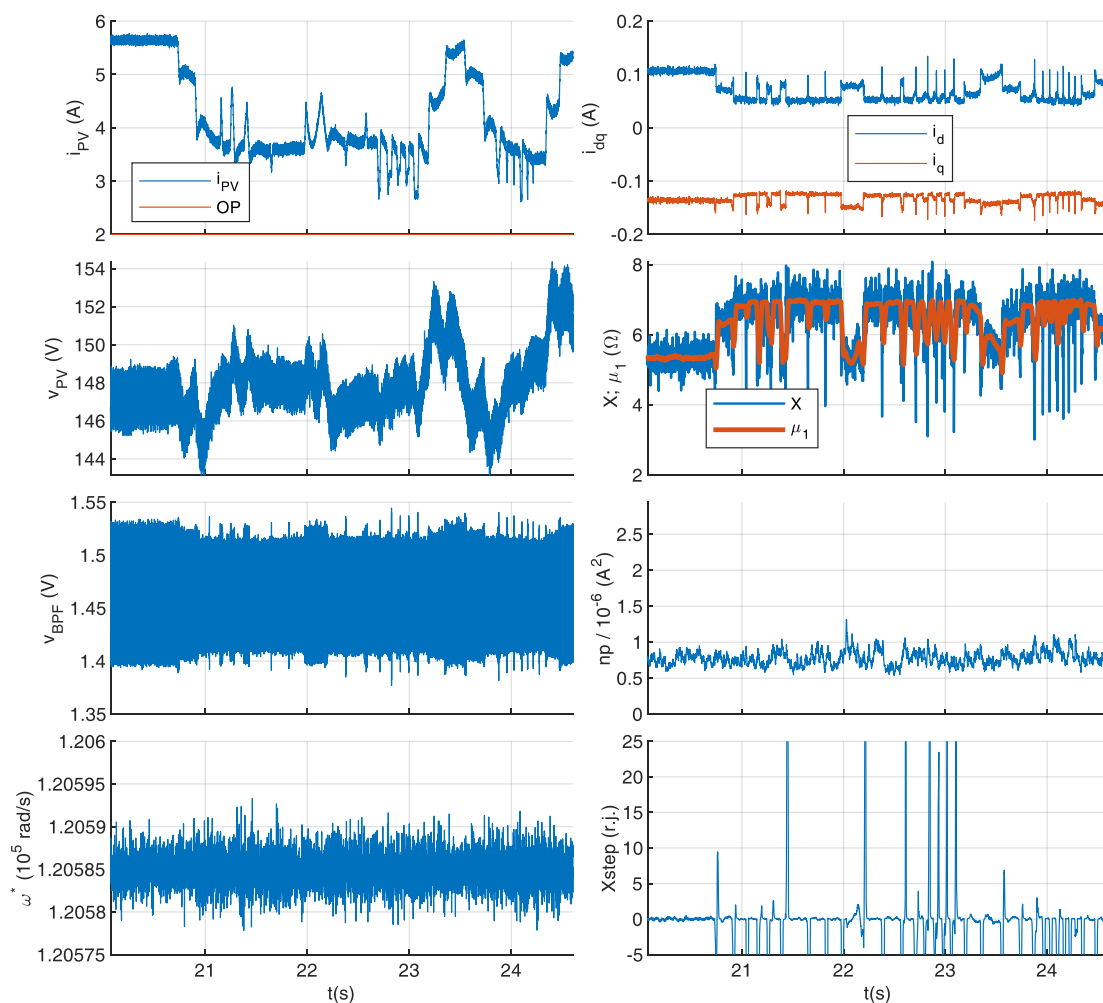 6
5
4
3
2
i_PV (A)
i_PV
OP
0.2
0.1
0
-0.1
-0.2
i_dq (A)
i_d
i_q
154
152
150
148
146
144
v_PV (V)
8
6
4
2
X; μ_1 (Ω)
X
μ_1
1.55
1.5
1.45
1.4
1.35
v_BPF (V)
2.5
2
1.5
1
0.5
0
np / 10^-6 (A^2)
1.206
1.20595
1.2059
1.20585
1.2058
1.20575
ω^* (10^5 rad/s)
21 22 23 24
t(s)
25
20
15
10
5
0
-5
Xstep (r.j.)
21 22 23 24
t(s)